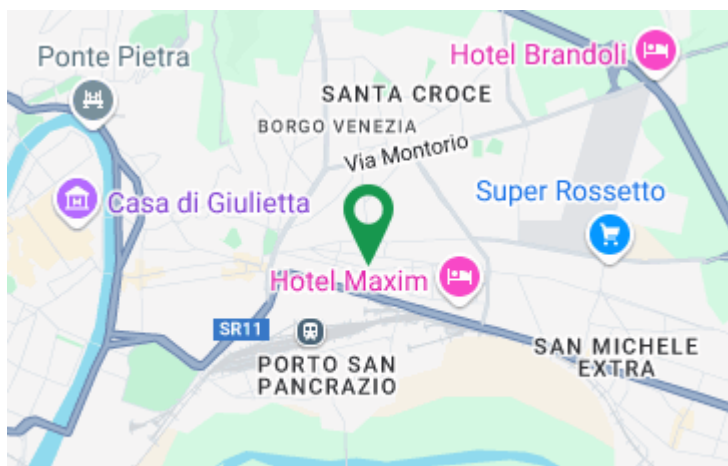 Hotel Brandoli
Ponte Pietra
SANTA CROCE
BORGO VENEZIA
Via Montorio
Super Rossetto
Casa di Giulietta
Hotel Maxim
SR11
SAN MICHELE
EXTRA
PORTO SAN
PANCRAZIO